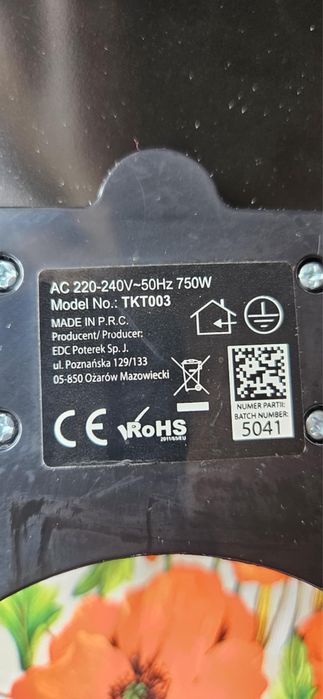 AC 220-240V~50Hz 750W
Model No.: TKT003
MADE IN P.R.C.
Producent/ Producer:
EDC Poterek Sp. J.
ul. Poznańska 129/133
05-850 Ożarów Mazowiecki
CE RoHS
2011/65/EU
NUMER PARTII:
BATCH NUMBER:
5041